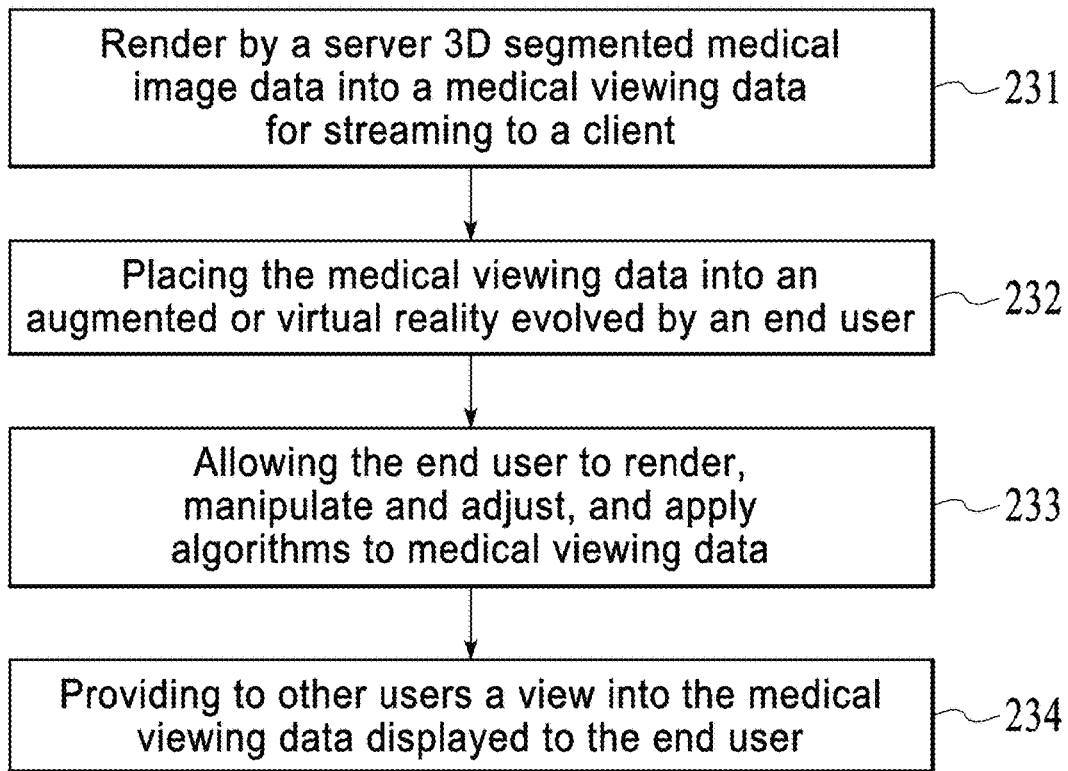 Render by a server 3D segmented medical
image data into a medical viewing data
for streaming to a client
231
Placing the medical viewing data into an
augmented or virtual reality evolved by an end user
232
Allowing the end user to render,
manipulate and adjust, and apply
algorithms to medical viewing data
233
Providing to other users a view into the medical
viewing data displayed to the end user
234